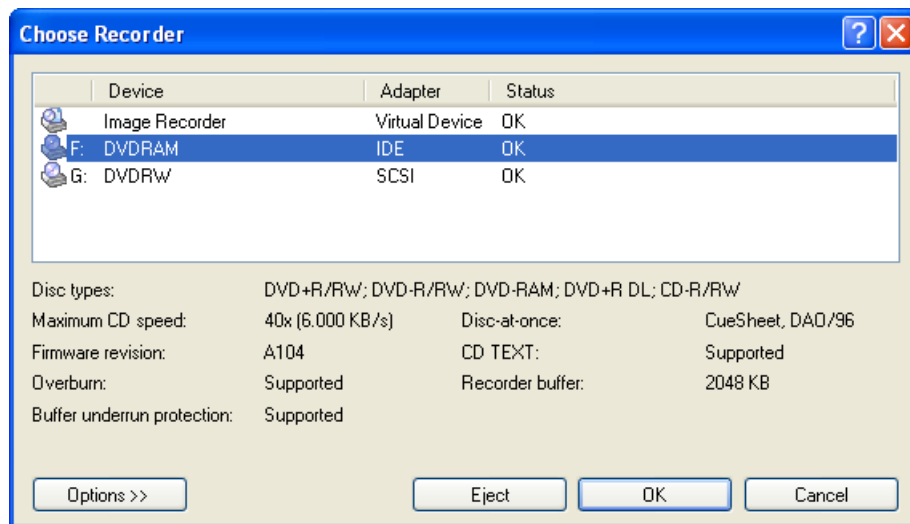 Choose Recorder
Device Adapter Status
Image Recorder Virtual Device OK
F: DVDRAM IDE OK
G: DVDRW SCSI OK
Disc types: DVD+R/RW; DVD-R/RW; DVD-RAM; DVD+R DL; CD-R/RW
Maximum CD speed: 40x (6.000 KB/s) Disc-at-once: CueSheet, DAO/96
Firmware revision: A104 CD TEXT: Supported
Overburn: Supported Recorder buffer: 2048 KB
Buffer underrun protection: Supported
Options >> Eject OK Cancel